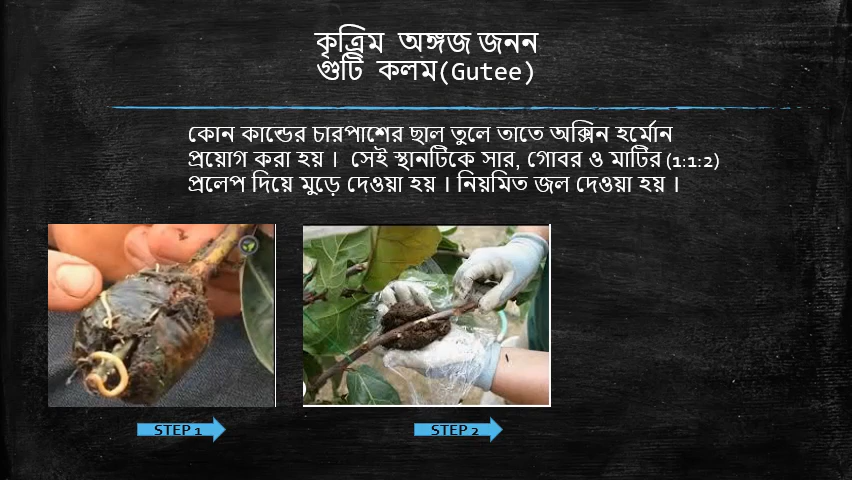 কৃত্রিম অঙ্গজ জনন
গুটি কলম(Gutee)
কোন কান্ডের চারপাশের ছাল তুলে তাতে অক্সিন হর্মোন
প্রয়োগ করা হয় । সেই স্থানটিকে সার, গোবর ও মাটির (1:1:2)
প্রলেপ দিয়ে মুড়ে দেওয়া হয় । নিয়মিত জল দেওয়া হয় ।
STEP 1
STEP 2